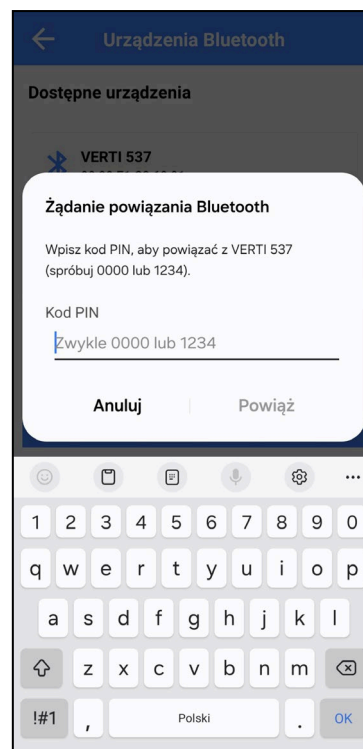 Urządzenia Bluetooth
Dostępne urządzenia
VERTI 537
Żądanie powiązania Bluetooth
Wpisz kod PIN, aby powiązać z VERTI 537
(spróbuj 0000 lub 1234).
Kod PIN
Zwykle 0000 lub 1234
Anuluj Powiąż
1 2 3 4 5 6 7 8 9 0
q w e r t y u i o p
a s d f g h j k l
z x c v b n m
!#1 , Polski . OK